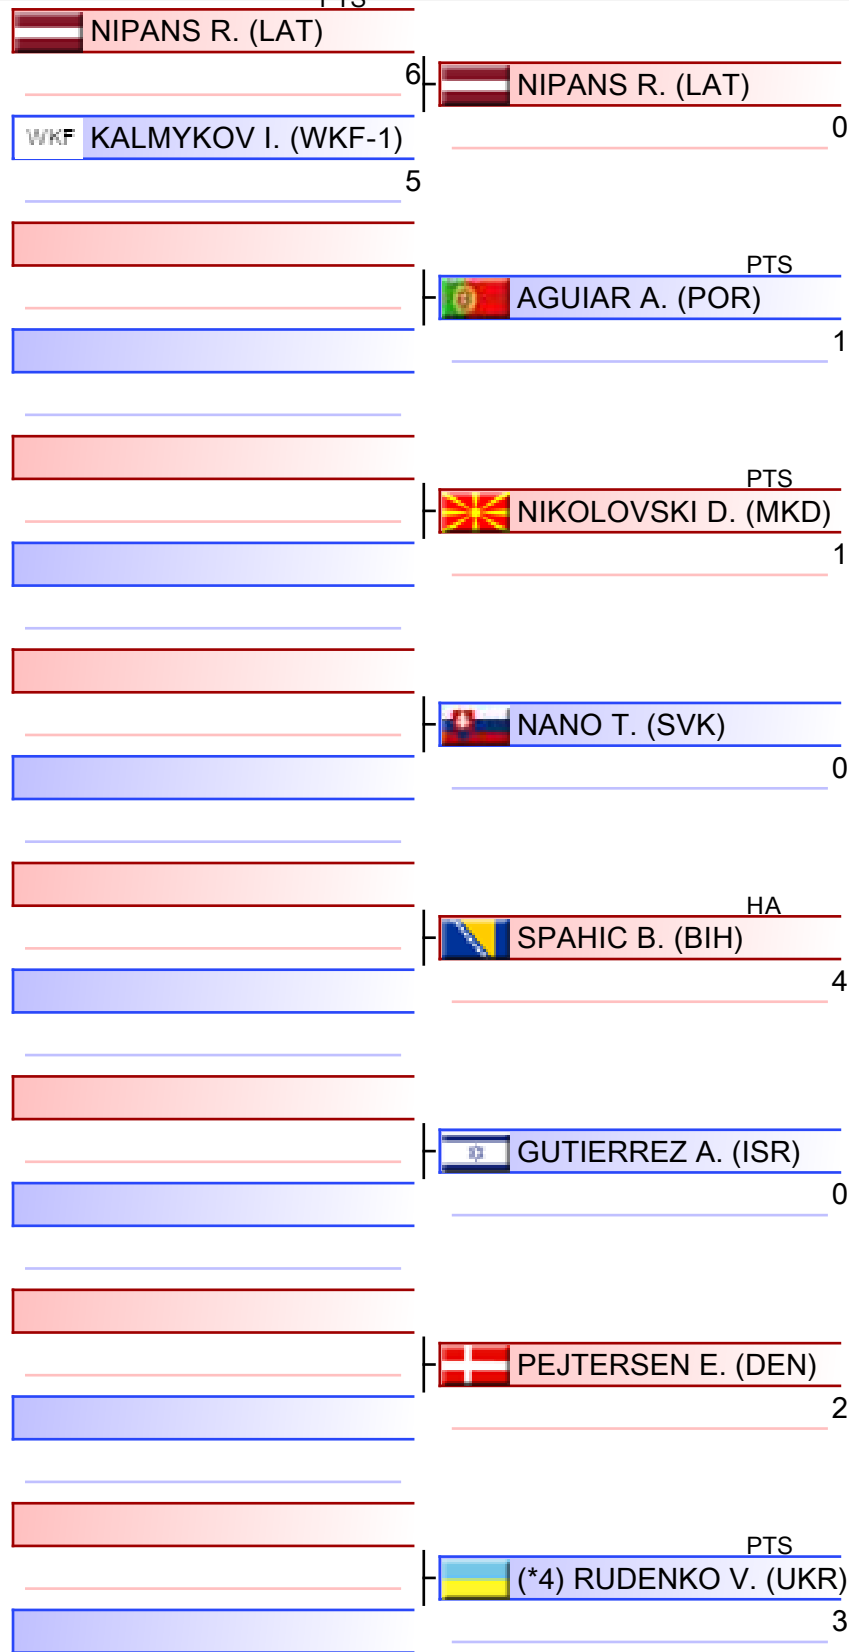 PTS
NIPANS R. (LAT)
6
NIPANS R. (LAT)
0
WKF KALMYKOV I. (WKF-1)
5
PTS
AGUIAR A. (POR)
1
PTS
NIKOLOVSKI D. (MKD)
1
NANO T. (SVK)
0
HA
SPAHIC B. (BIH)
4
GUTIERREZ A. (ISR)
0
PEJTERSEN E. (DEN)
2
PTS
(*4) RUDENKO V. (UKR)
3